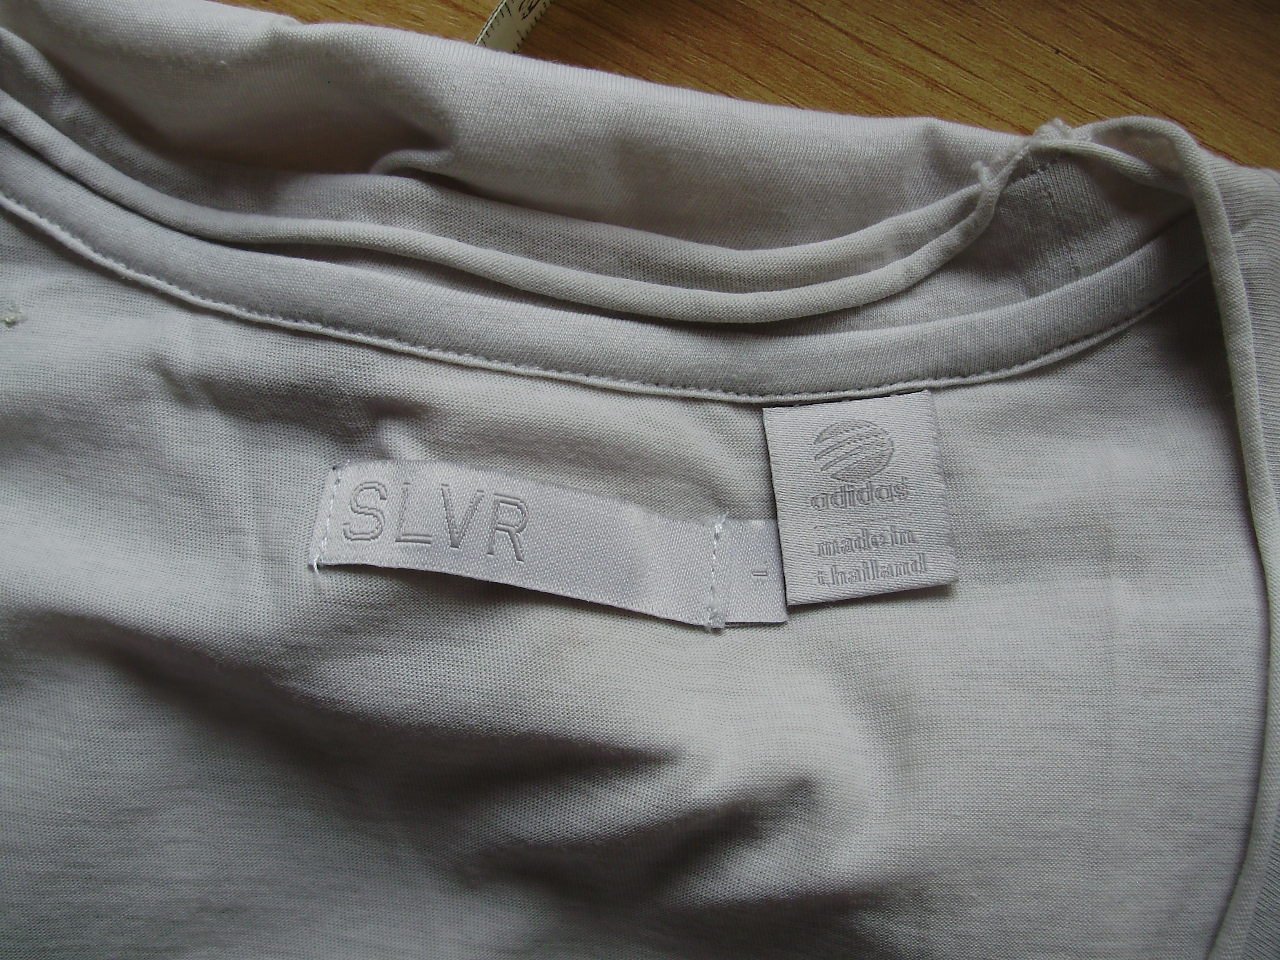 SLVR
adidas
made in
thailand